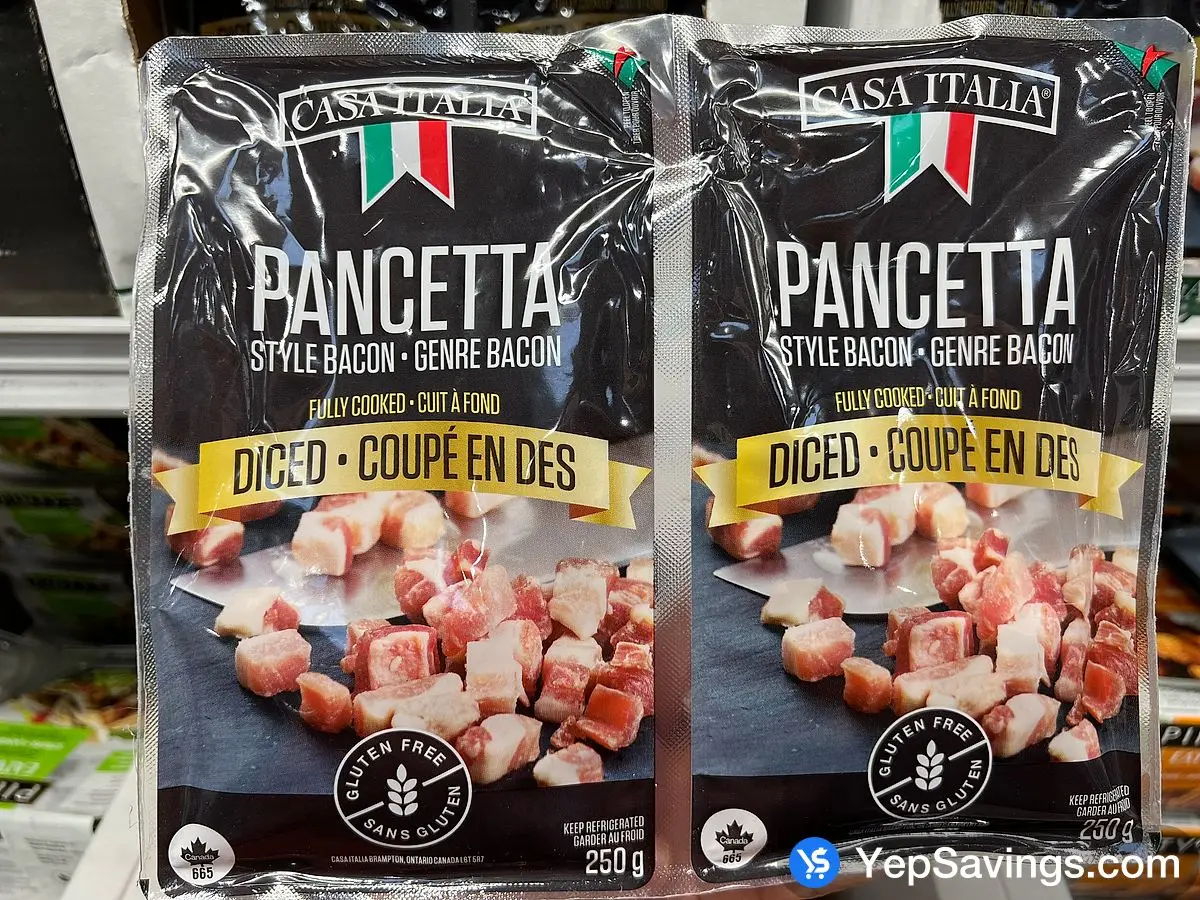 CASA ITALIA®
PANCETTA
STYLE BACON • GENRE BACON
FULLY COOKED • CUIT À FOND
DICED • COUPÉ EN DES
GLUTEN FREE
SANS GLUTEN
Canada
665
KEEP REFRIGERATED
GARDER AU FROID
250 g
CASA ITALIA BRAMPTON, ONTARIO CANADA L6T 5R7
CASA ITALIA®
PANCETTA
STYLE BACON • GENRE BACON
FULLY COOKED • CUIT À FOND
DICED • COUPÉ EN DES
GLUTEN FREE
SANS GLUTEN
Canada
665
KEEP REFRIGERATED
GARDER AU FROID
250 g
YepSavings.com